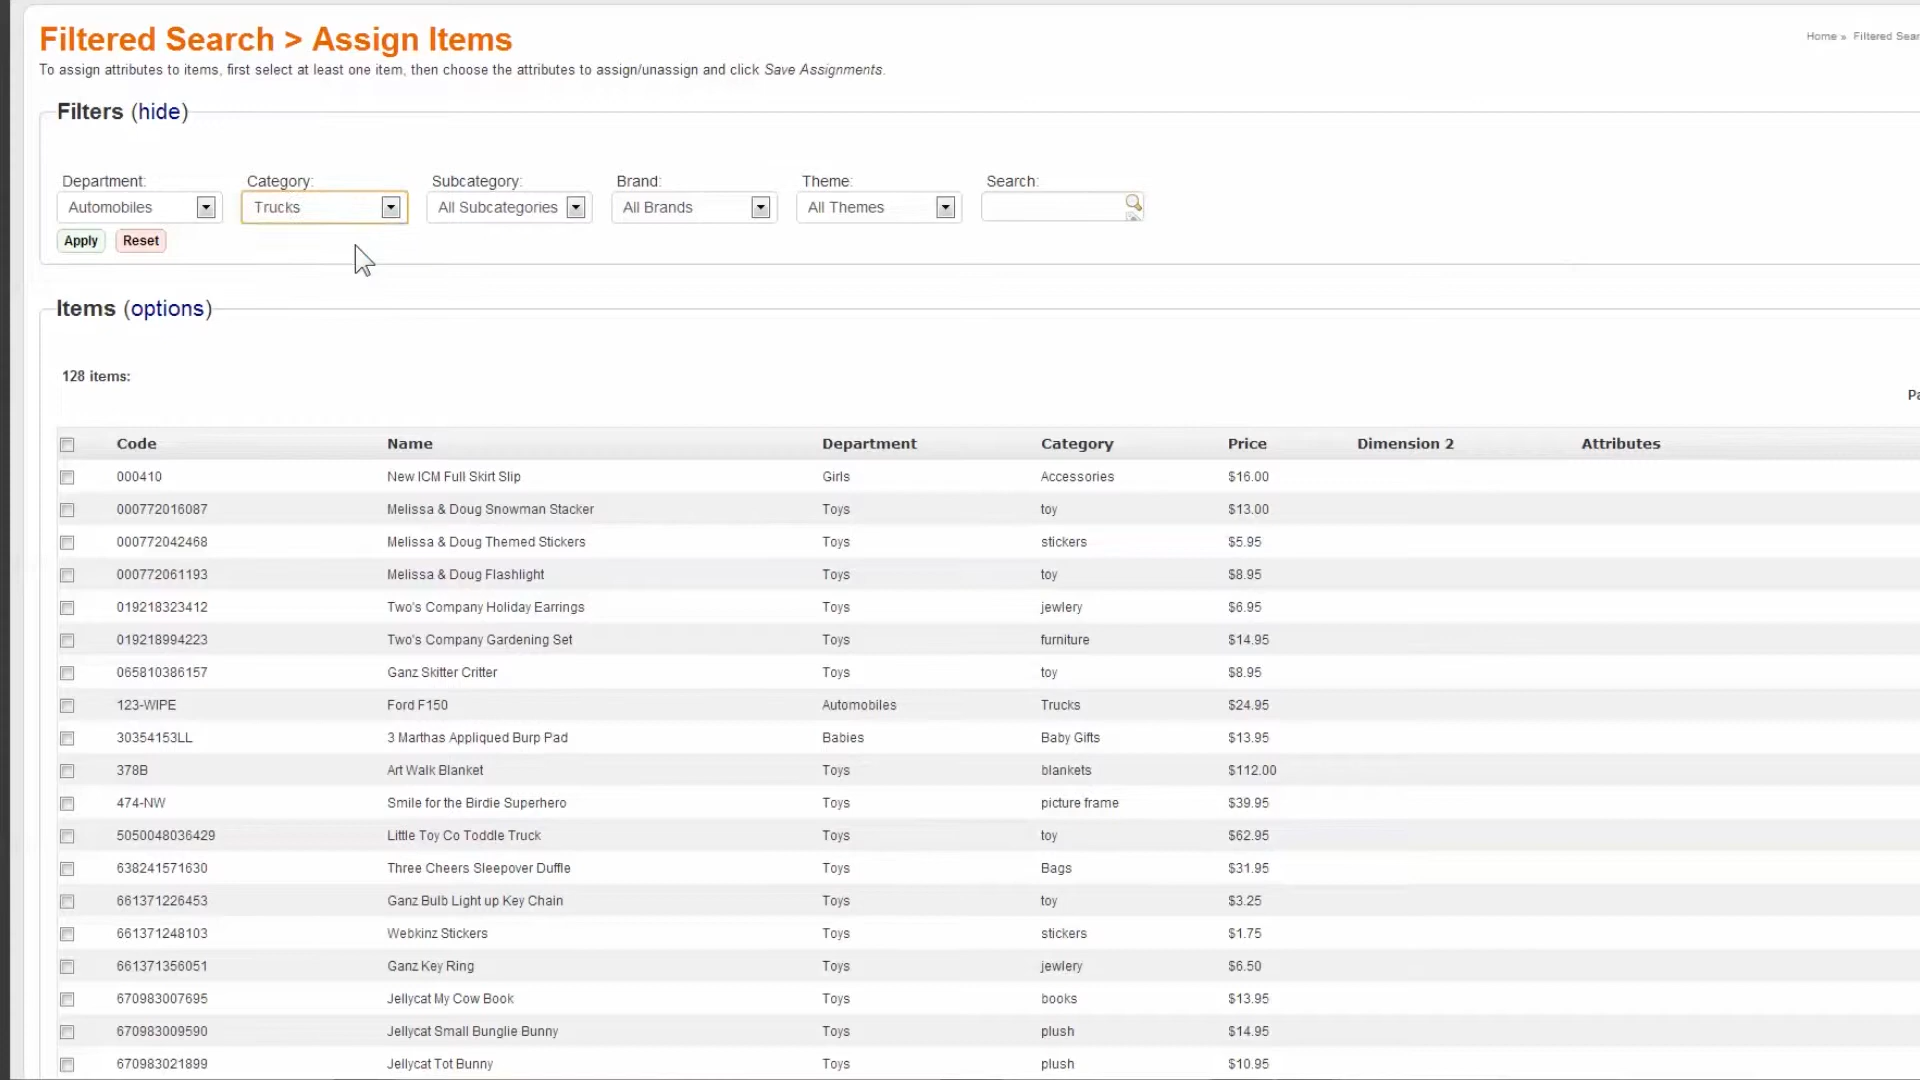 Filtered Search > Assign Items
Home » Filtered Sear
To assign attributes to items, first select at least one item, then choose the attributes to assign/unassign and click Save Assignments.
Filters (hide)
Department: Category: Subcategory: Brand: Theme: Search:
Automobiles Trucks All Subcategories All Brands All Themes
Apply Reset
Items (options)
128 items:
Pa
Code Name Department Category Price Dimension 2 Attributes
000410 New ICM Full Skirt Slip Girls Accessories $16.00
000772016087 Melissa & Doug Snowman Stacker Toys toy $13.00
000772042468 Melissa & Doug Themed Stickers Toys stickers $5.95
000772061193 Melissa & Doug Flashlight Toys toy $8.95
019218323412 Two's Company Holiday Earrings Toys jewlery $6.95
019218994223 Two's Company Gardening Set Toys furniture $14.95
065810386157 Ganz Skitter Critter Toys toy $8.95
123-WIPE Ford F150 Automobiles Trucks $24.95
30354153LL 3 Marthas Appliqued Burp Pad Babies Baby Gifts $13.95
378B Art Walk Blanket Toys blankets $112.00
474-NW Smile for the Birdie Superhero Toys picture frame $39.95
5050048036429 Little Toy Co Toddle Truck Toys toy $62.95
638241571630 Three Cheers Sleepover Duffle Toys Bags $31.95
661371226453 Ganz Bulb Light up Key Chain Toys toy $3.25
661371248103 Webkinz Stickers Toys stickers $1.75
661371356051 Ganz Key Ring Toys jewlery $6.50
670983007695 Jellycat My Cow Book Toys books $13.95
670983009590 Jellycat Small Bunglie Bunny Toys plush $14.95
670983021899 Jellycat Tot Bunny Toys plush $10.95